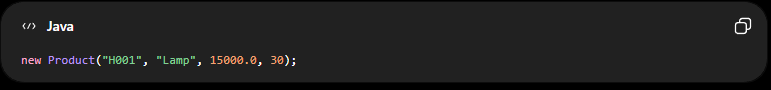 Java
new Product("H001", "Lamp", 15000.0, 30);